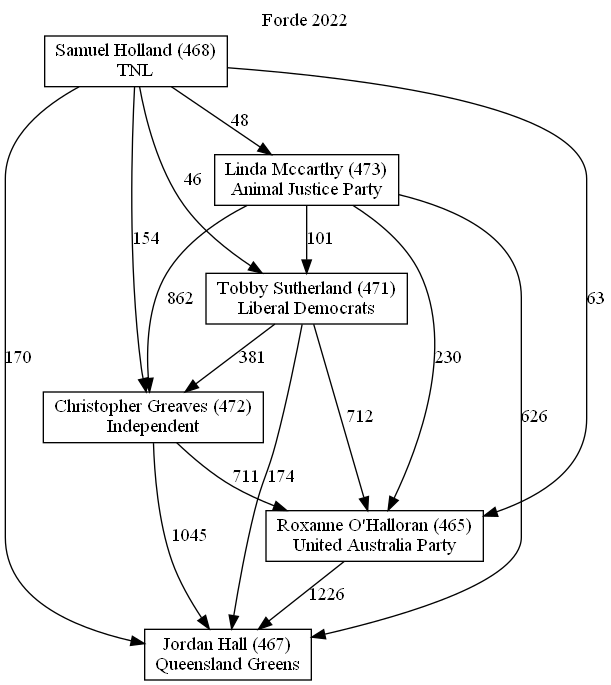 Forde 2022
Samuel Holland (468)
TNL
48
Linda Mccarthy (473)
Animal Justice Party
46
154
101
63
Tobby Sutherland (471)
Liberal Democrats
862
170
381
230
Christopher Greaves (472)
Independent
712
626
711
174
Roxanne O'Halloran (465)
United Australia Party
1045
1226
Jordan Hall (467)
Queensland Greens